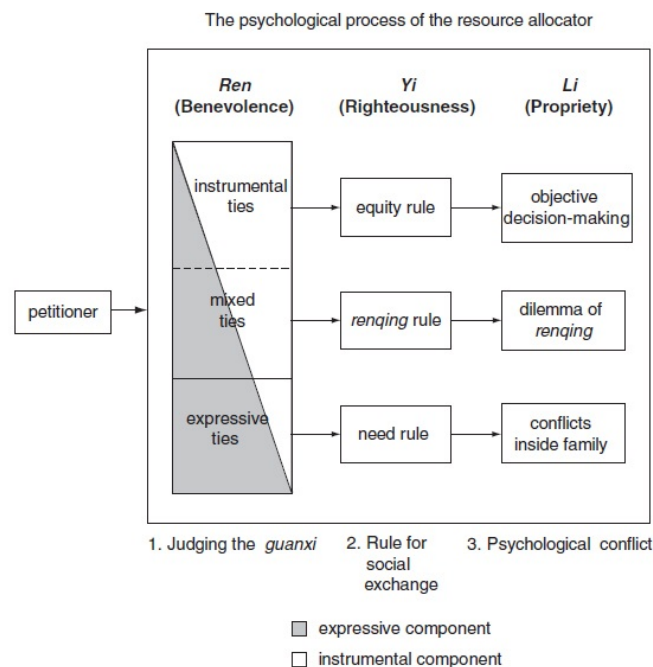 The psychological process of the resource allocator
Ren
(Benevolence)
Yi
(Righteousness)
Li
(Propriety)
instrumental
ties
equity rule
objective
decision-making
petitioner
mixed
ties
renqing rule
dilemma of
renqing
expressive
ties
need rule
conflicts
inside family
1. Judging the guanxi
2. Rule for
social
exchange
3. Psychological conflict
expressive component
instrumental component